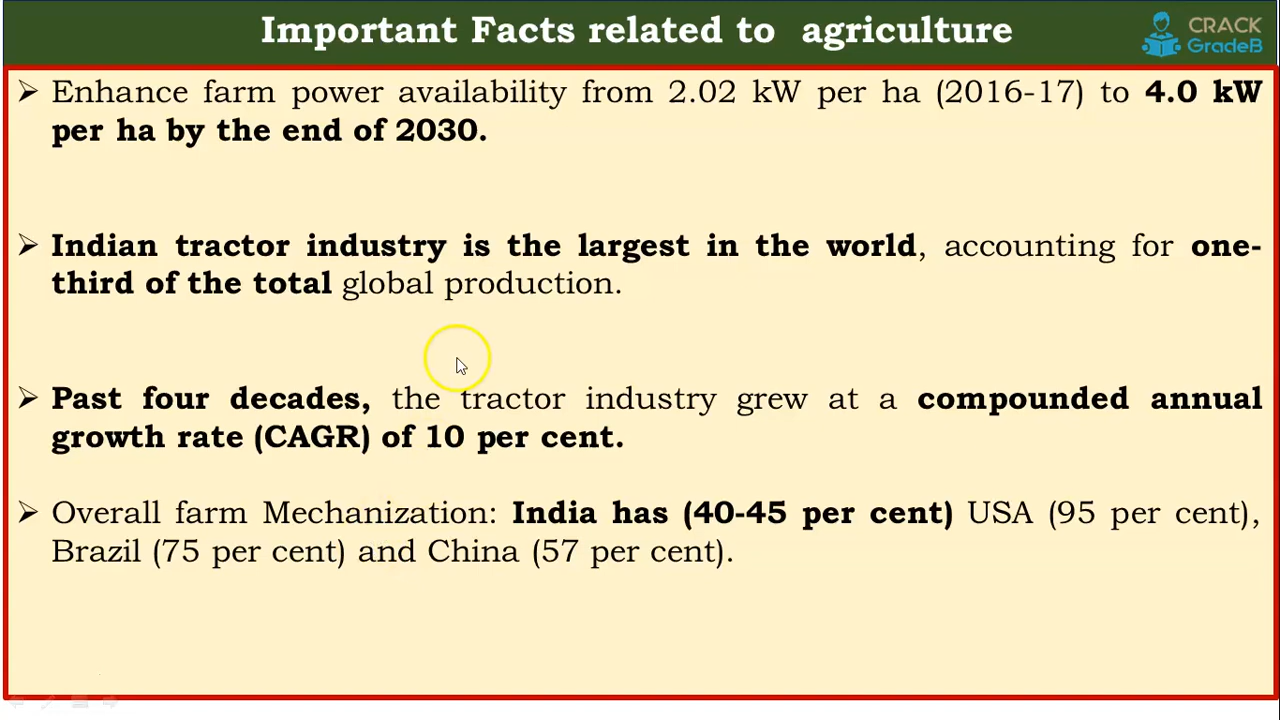 Important Facts related to agriculture
CRACK
GradeB
➢ Enhance farm power availability from 2.02 kW per ha (2016-17) to 4.0 kW
per ha by the end of 2030.
➢ Indian tractor industry is the largest in the world, accounting for one-
third of the total global production.
➢ Past four decades, the tractor industry grew at a compounded annual
growth rate (CAGR) of 10 per cent.
➢ Overall farm Mechanization: India has (40-45 per cent) USA (95 per cent),
Brazil (75 per cent) and China (57 per cent).